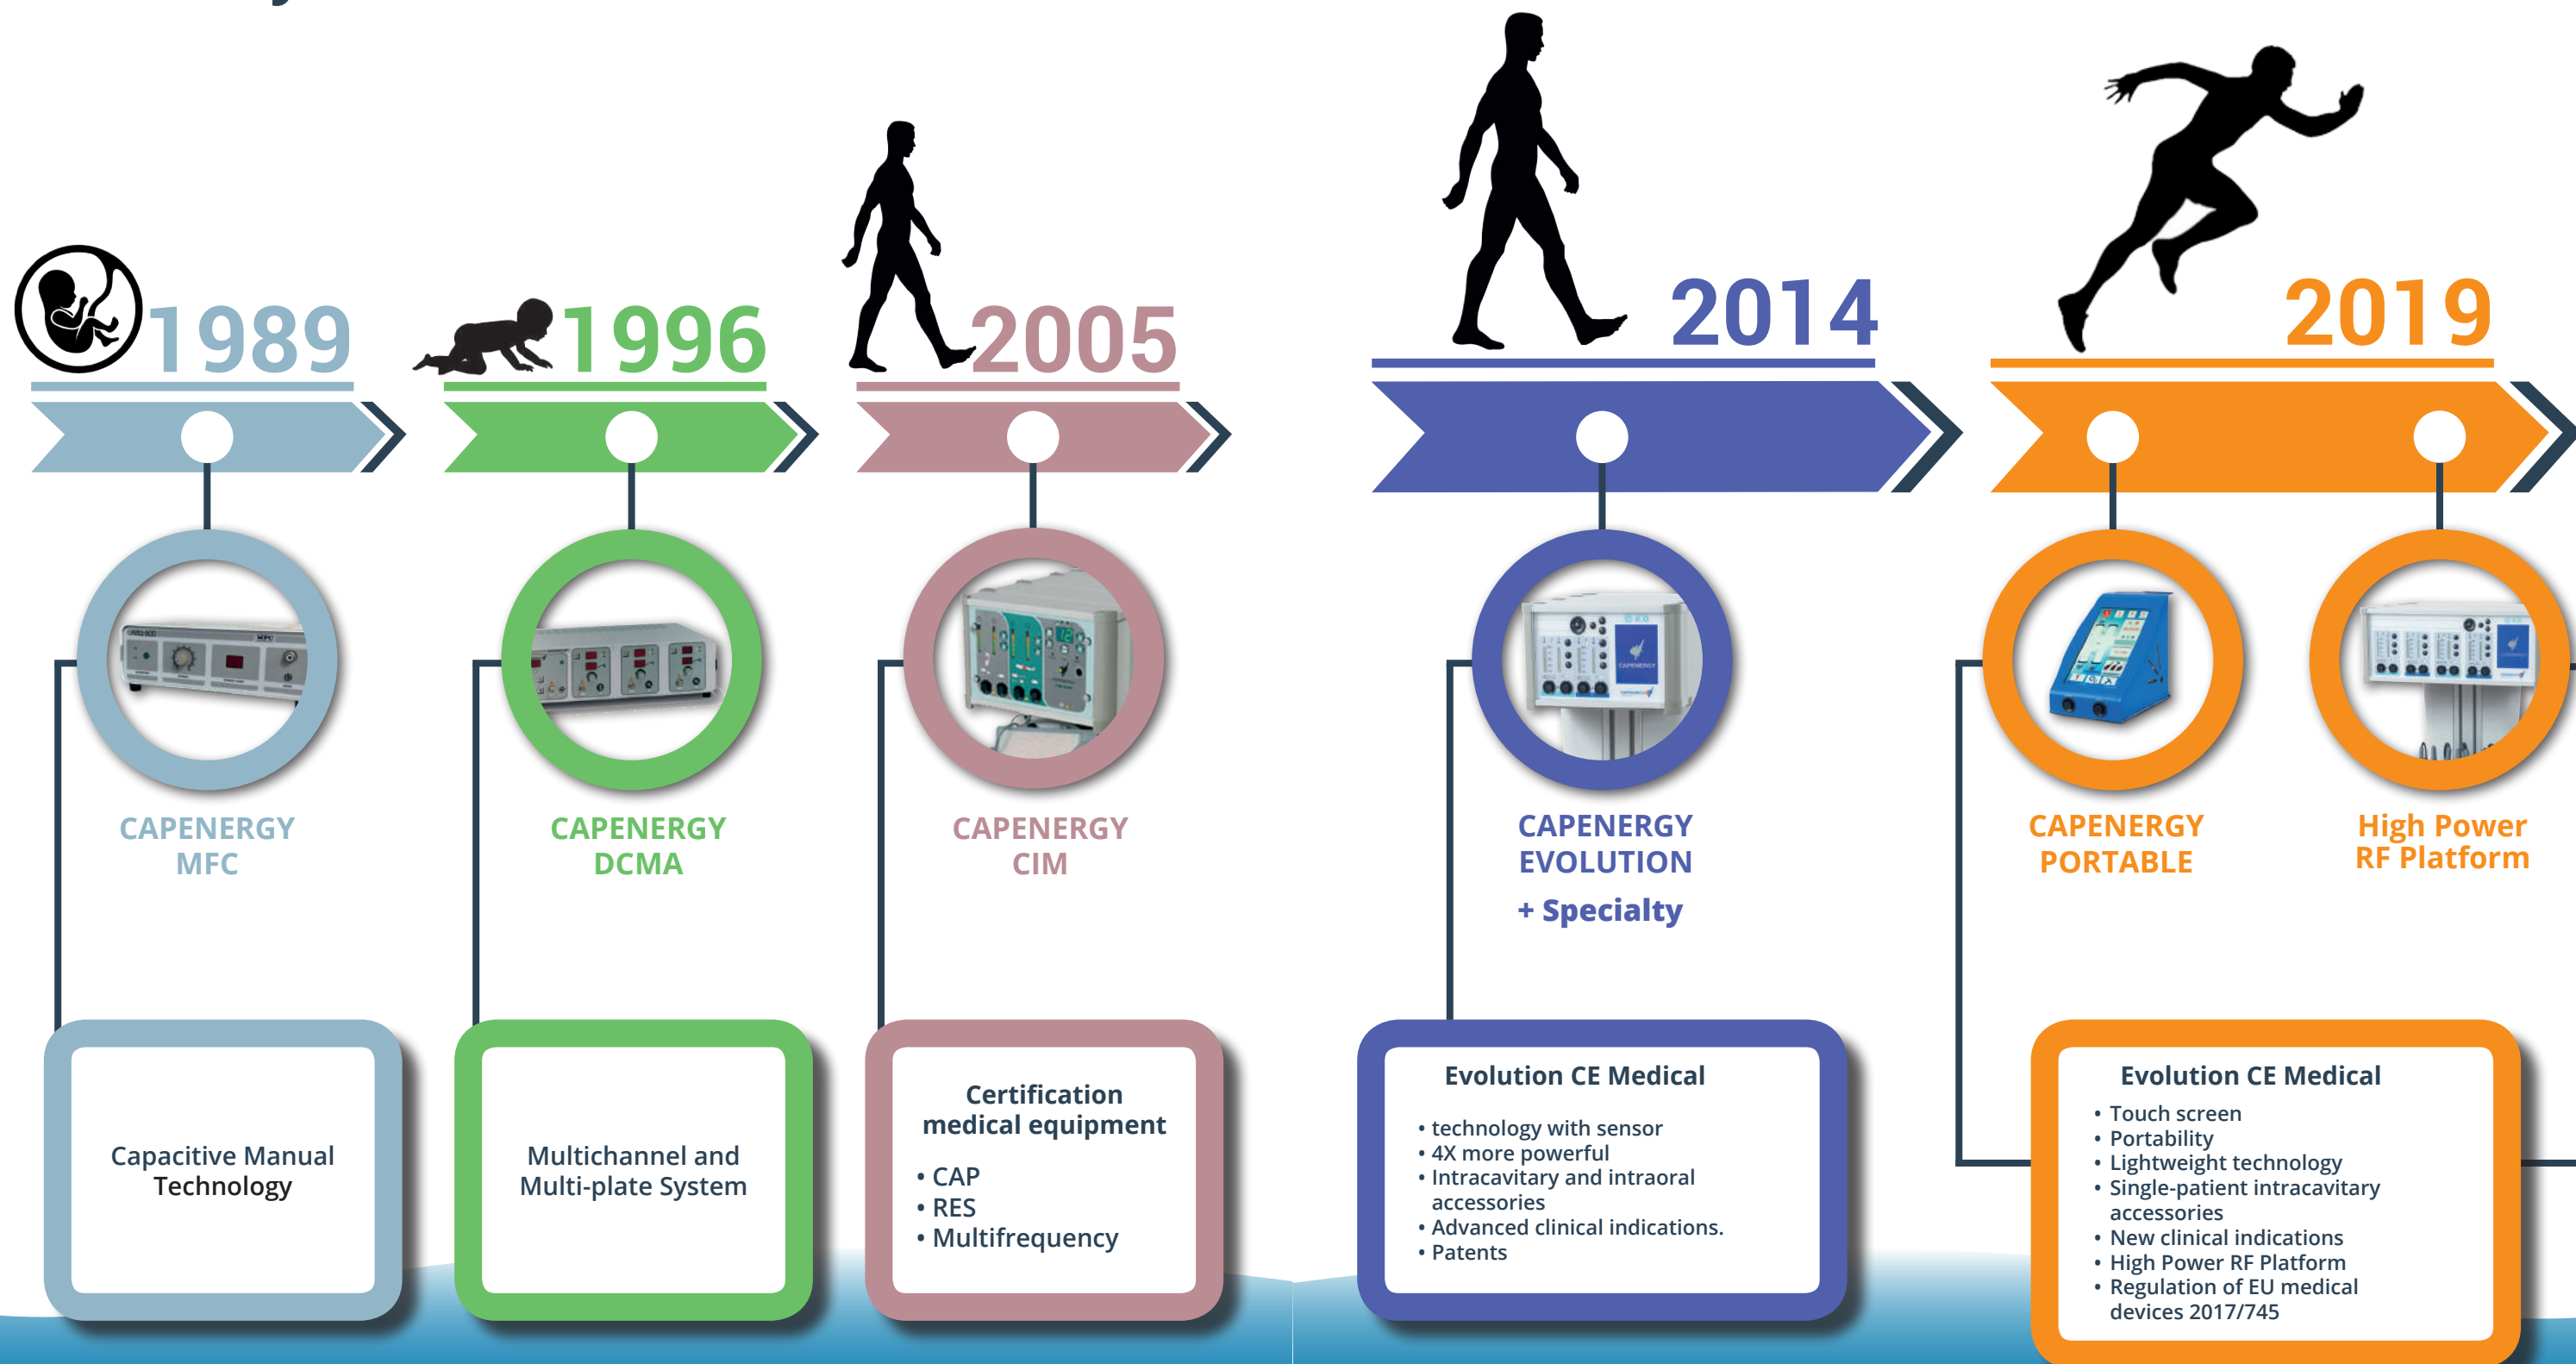 1989
1996
2005
2014
2019
CAPENERGY
MFC
CAPENERGY
DCMA
CAPENERGY
CIM
CAPENERGY
EVOLUTION
+ Specialty
CAPENERGY
PORTABLE
High Power
RF Platform
CAPENERGY
Capacitive Manual
Technology
Multichannel and
Multi-plate System
Certification
medical equipment
• CAP
• RES
• Multifrequency
Evolution CE Medical
• technology with sensor
• 4X more powerful
• Intracavitary and intraoral
accessories
• Advanced clinical indications.
• Patents
Evolution CE Medical
• Touch screen
• Portability
• Lightweight technology
• Single-patient intracavitary
accessories
• New clinical indications
• High Power RF Platform
• Regulation of EU medical
devices 2017/745